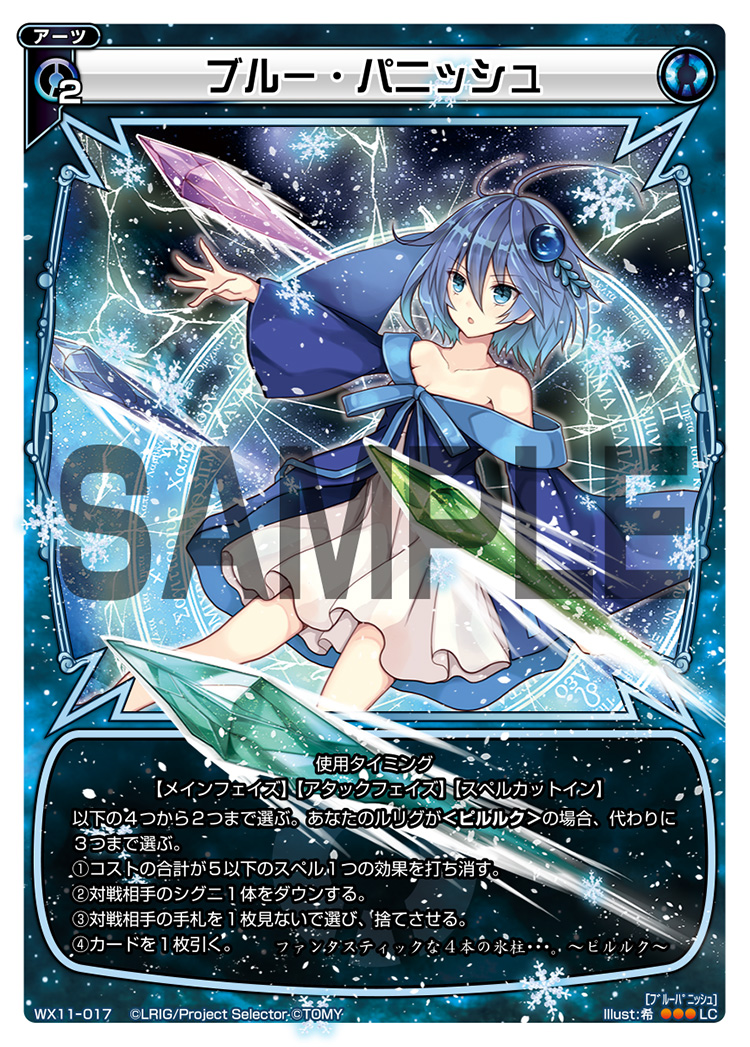 アーツ
2
ブルー・パニッシュ
SAMPLE
使用タイミング
【メインフェイズ】【アタックフェイズ】【スペルカットイン】
以下の4つから2つまで選ぶ。あなたのルリグが<ピルルク>の場合、代わりに
3つまで選ぶ。
①コストの合計が5以下のスペル1つの効果を打ち消す。
②対戦相手のシグニ1体をダウンする。
③対戦相手の手札を1枚見ないで選び、捨てさせる。
④カードを1枚引く。 ファンタスティックな4本の氷柱・・・。～ピルルク～
[ブルーパニッシュ]
WX11-017 ©LRIG/Project Selector ©TOMY Illust:希 LC